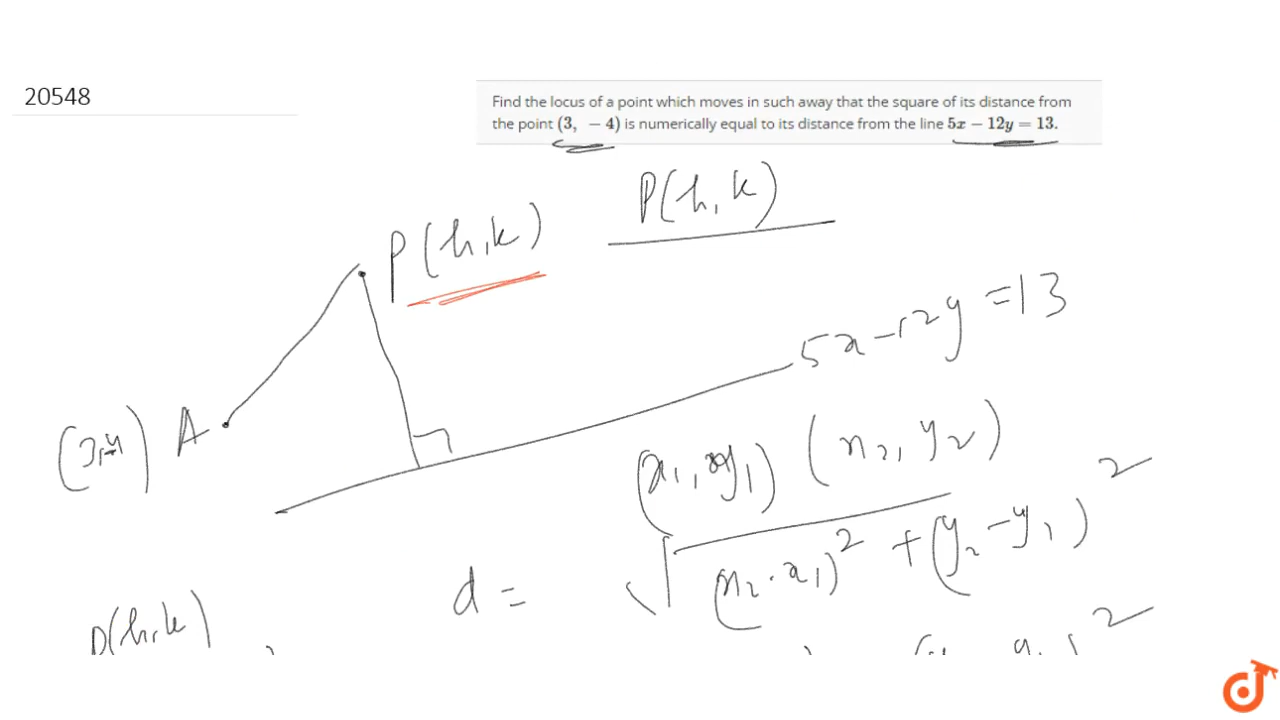 20548
Find the locus of a point which moves in such away that the square of its distance from
the point (3, −4) is numerically equal to its distance from the line 5x − 12y = 13.
P(h,k)
P(h,k)
5x-12y=13
(3,-4) A
(x₁,y₁) (x₂,y₂)
d = √(x₂-x₁)² + (y₂-y₁)²
P(h,k)